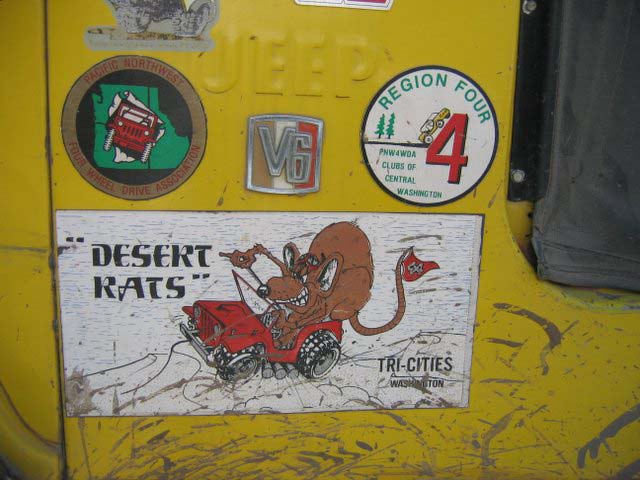 JEEP
PACIFIC NORTHWEST
FOUR WHEEL DRIVE ASSOCIATION
V6
REGION FOUR
4
PNW4WDA
CLUBS OF
CENTRAL
WASHINGTON
"DESERT
RATS"
4X4
TRI-CITIES
WASHINGTON